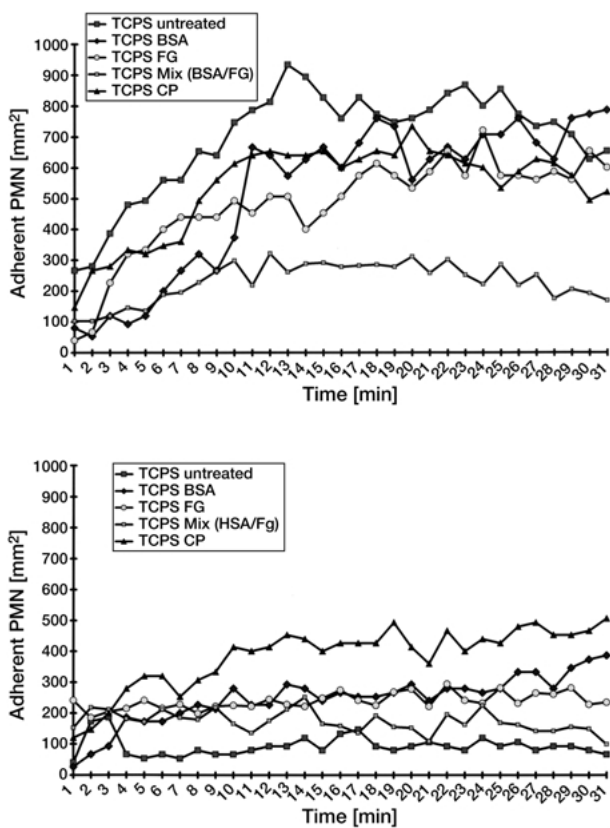 TCPS untreated
TCPS BSA
TCPS FG
TCPS Mix (BSA/FG)
TCPS CP
Adherent PMN [mm²]
1000
900
800
700
600
500
400
300
200
100
0
1 2 3 4 5 6 7 8 9 10 11 12 13 14 15 16 17 18 19 20 21 22 23 24 25 26 27 28 29 30 31
Time [min]
TCPS untreated
TCPS BSA
TCPS FG
TCPS Mix (HSA/Fg)
TCPS CP
Adherent PMN [mm²]
1000
900
800
700
600
500
400
300
200
100
0
1 2 3 4 5 6 7 8 9 10 11 12 13 14 15 16 17 18 19 20 21 22 23 24 25 26 27 28 29 30 31
Time [min]